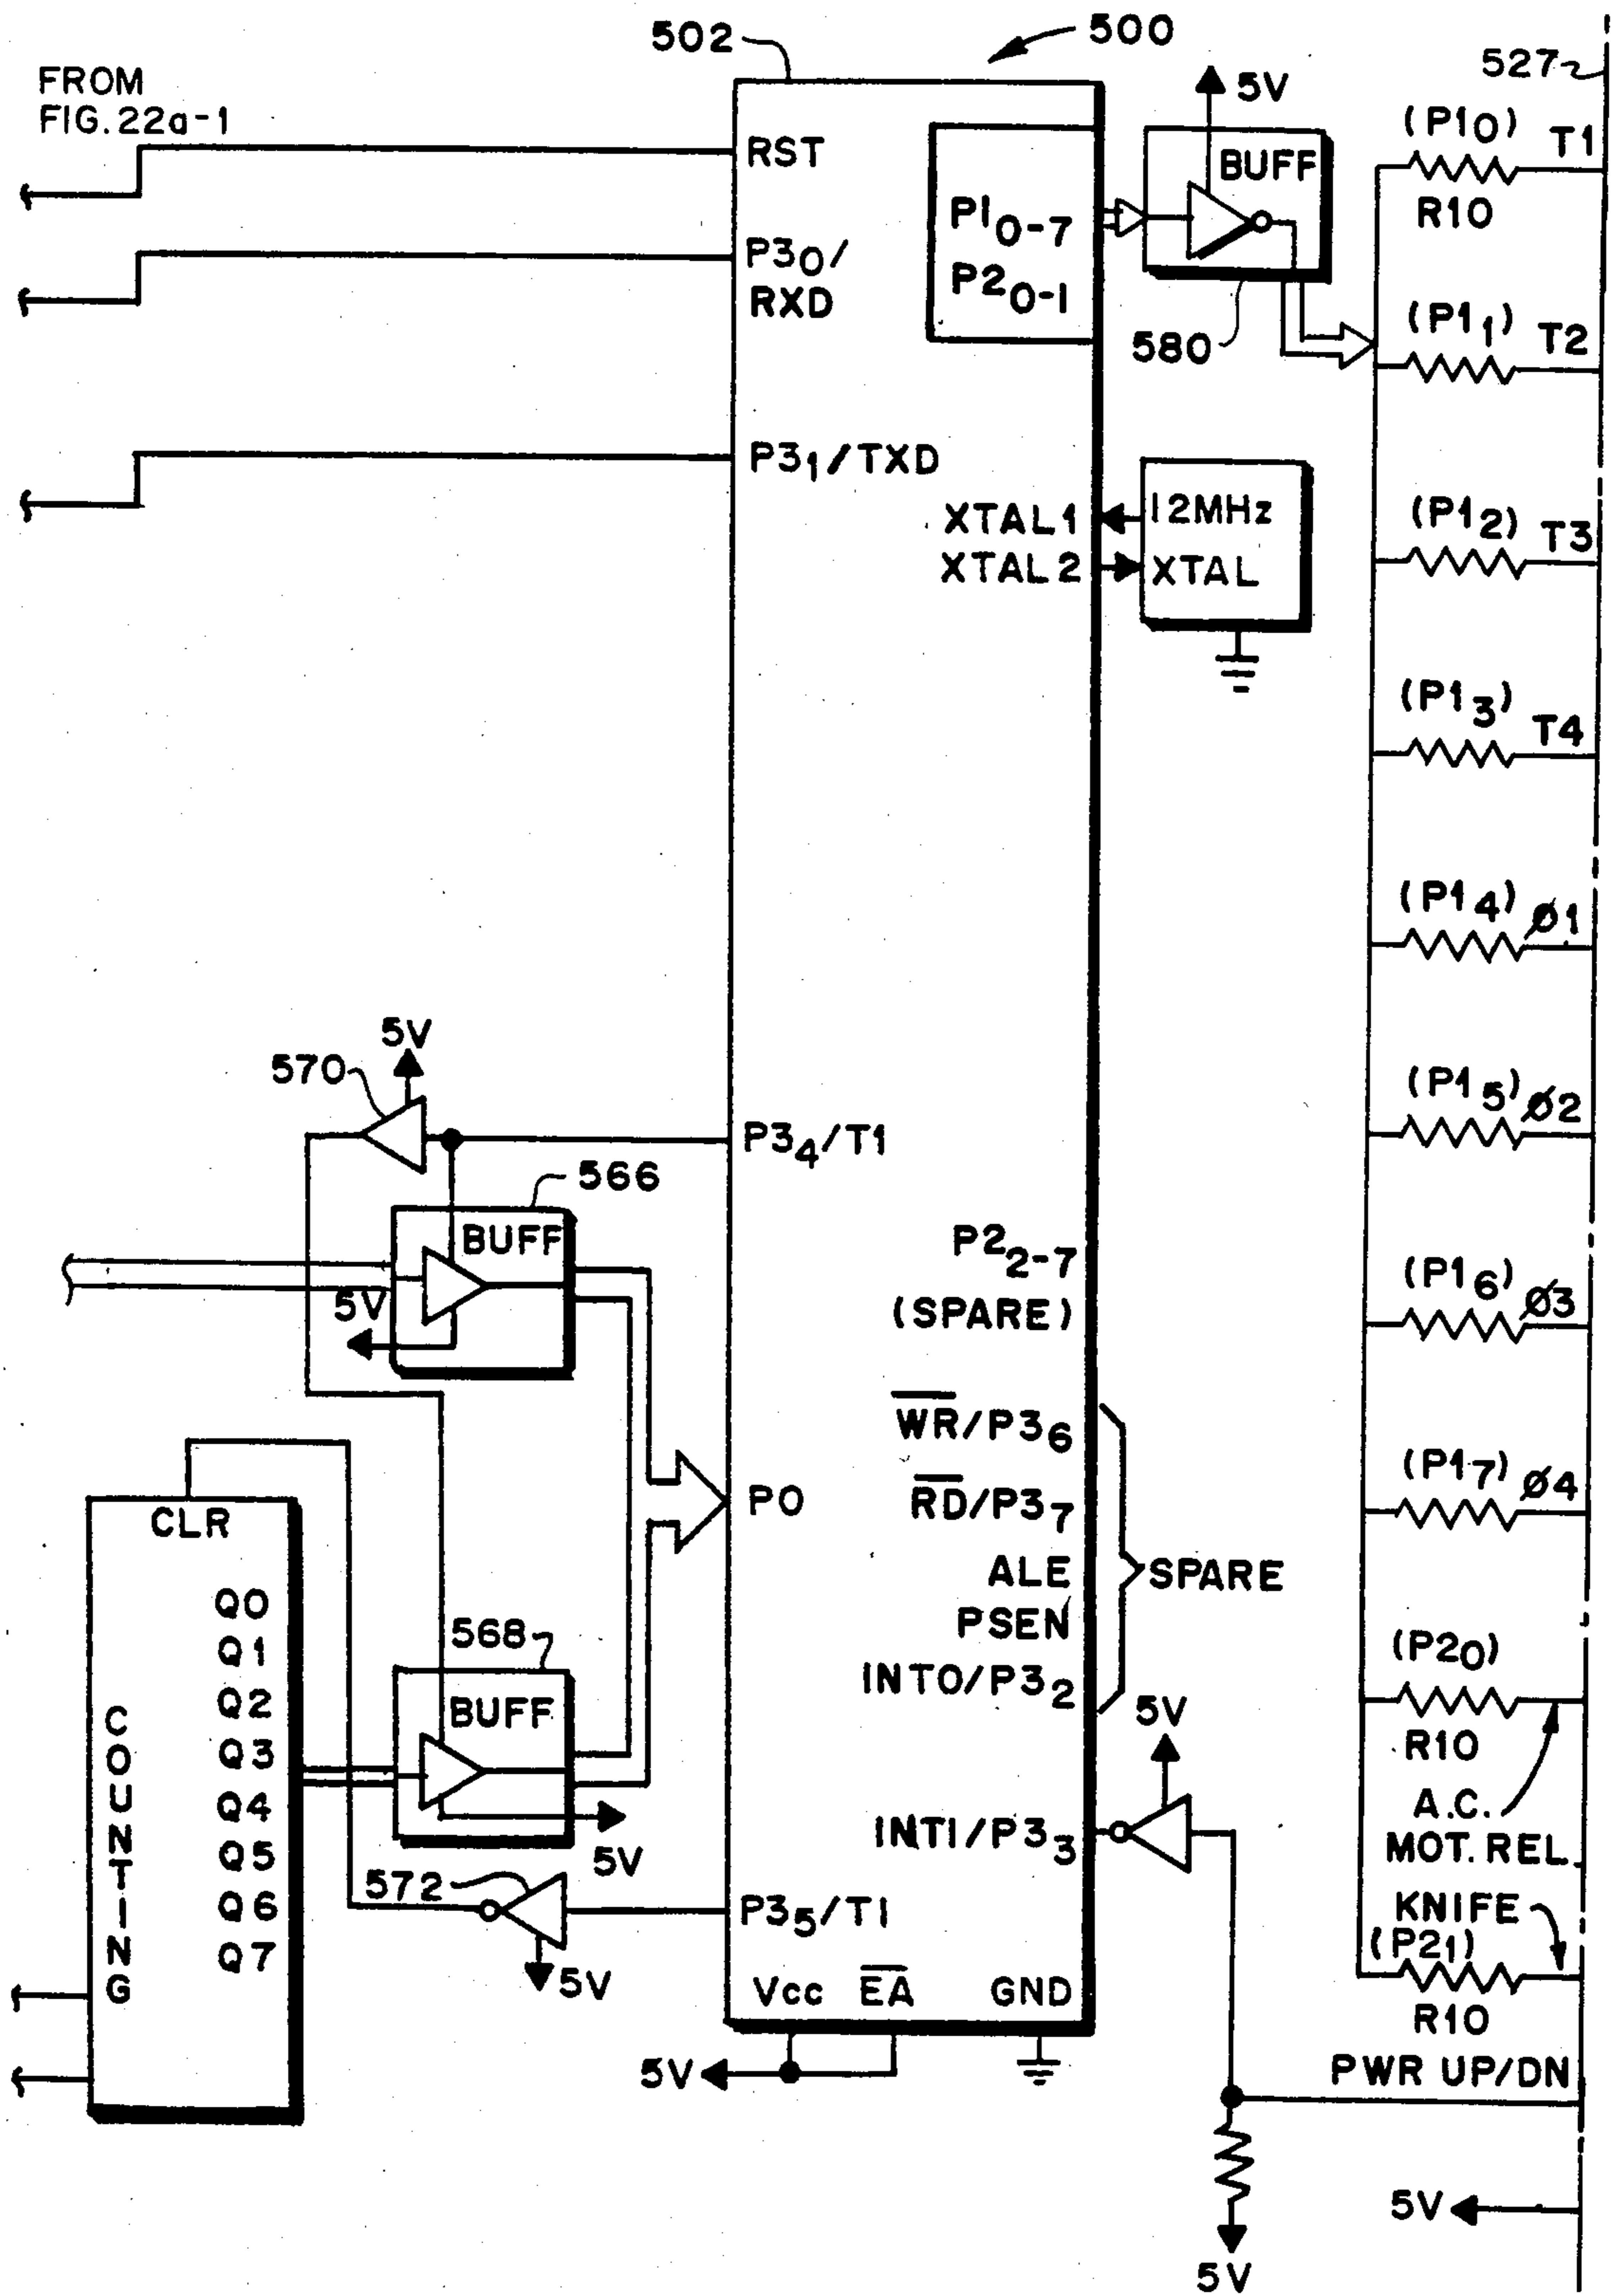 502
500
527
FROM
FIG. 22a-1
5V
(P10)
T1
R10
RST
BUFF
P10-7
P20-1
580
P30/
RXD
(P11)
T2
P31/TXD
XTAL1
XTAL2
12MHz
XTAL
(P12)
T3
(P13)
T4
(P14)
Ø1
5V
570
P34/T1
(P15)
Ø2
566
BUFF
5V
P22-7
(SPARE)
(P16)
Ø3
WR/P36
RD/P37
ALE
PSEN
INTO/P32
SPARE
(P17)
Ø4
PO
CLR
Q0
Q1
Q2
Q3
Q4
Q5
Q6
Q7
COUNTING
568
BUFF
5V
(P20)
R10
A.C.
MOT. REL.
5V
INTI/P33
572
5V
P35/TI
KNIFE
(P21)
R10
Vcc
EA
GND
5V
PWR UP/DN
5V
5V